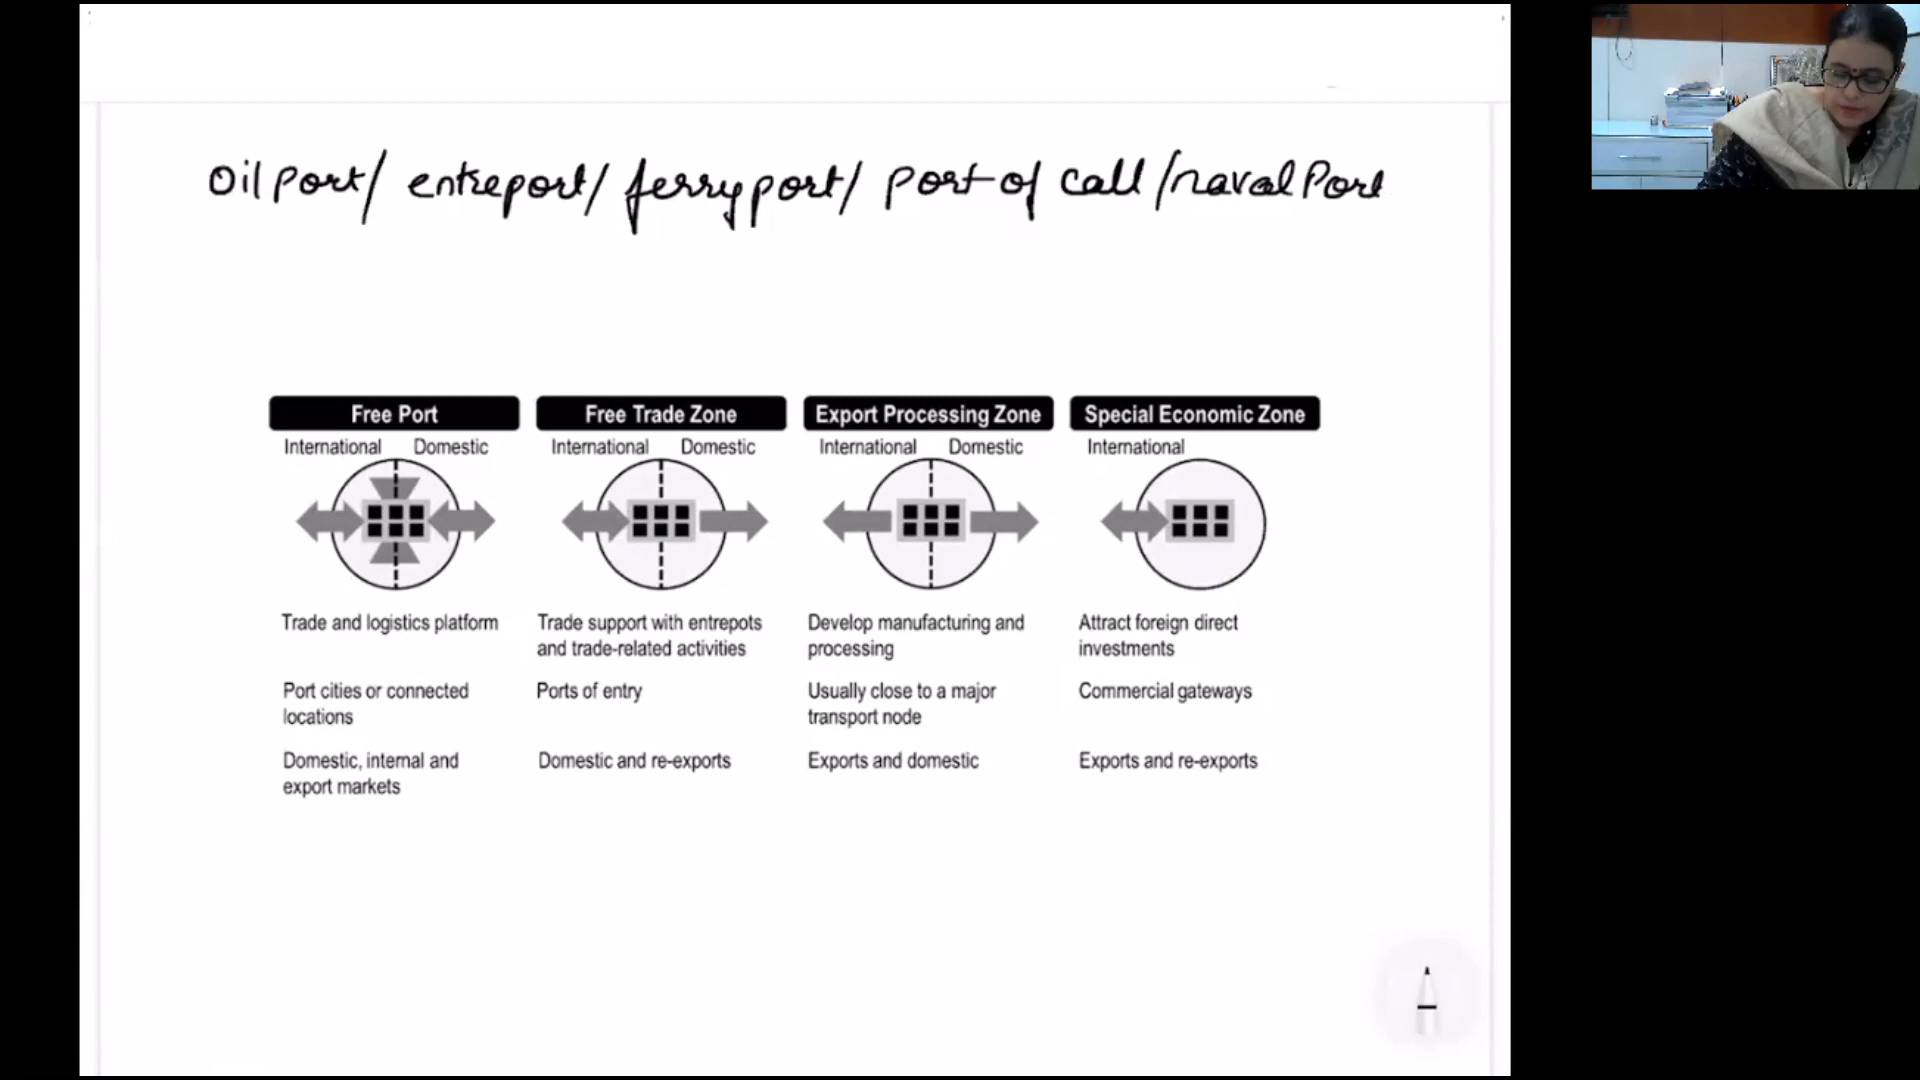 Oil port / entreport / ferry port / port of call / naval Port
Free Port
International Domestic
Trade and logistics platform
Port cities or connected
locations
Domestic, internal and
export markets
Free Trade Zone
International Domestic
Trade support with entrepots
and trade-related activities
Ports of entry
Domestic and re-exports
Export Processing Zone
International Domestic
Develop manufacturing and
processing
Usually close to a major
transport node
Exports and domestic
Special Economic Zone
International
Attract foreign direct
investments
Commercial gateways
Exports and re-exports